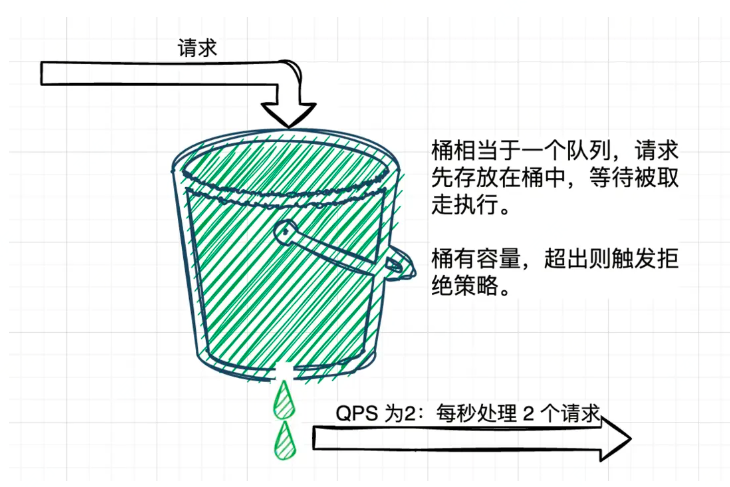 请求
桶相当于一个队列，请求
先存放在桶中，等待被取
走执行。
桶有容量，超出则触发拒
绝策略。
QPS 为2：每秒处理 2 个请求